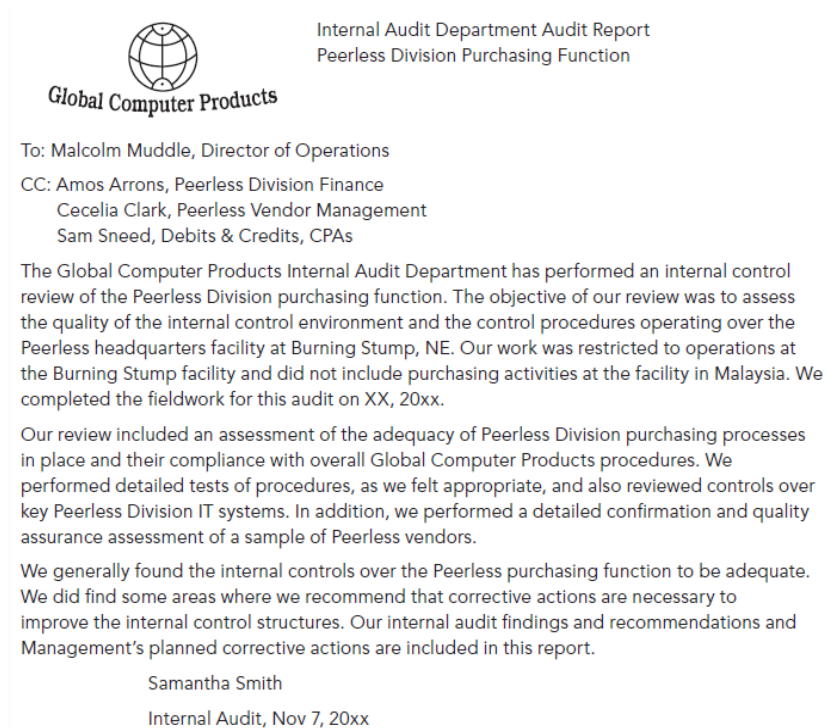 Internal Audit Department Audit Report
Peerless Division Purchasing Function
Global Computer Products
To: Malcolm Muddle, Director of Operations
CC: Amos Arrons, Peerless Division Finance
Cecelia Clark, Peerless Vendor Management
Sam Sneed, Debits & Credits, CPAs
The Global Computer Products Internal Audit Department has performed an internal control
review of the Peerless Division purchasing function. The objective of our review was to assess
the quality of the internal control environment and the control procedures operating over the
Peerless headquarters facility at Burning Stump, NE. Our work was restricted to operations at
the Burning Stump facility and did not include purchasing activities at the facility in Malaysia. We
completed the fieldwork for this audit on XX, 20xx.
Our review included an assessment of the adequacy of Peerless Division purchasing processes
in place and their compliance with overall Global Computer Products procedures. We
performed detailed tests of procedures, as we felt appropriate, and also reviewed controls over
key Peerless Division IT systems. In addition, we performed a detailed confirmation and quality
assurance assessment of a sample of Peerless vendors.
We generally found the internal controls over the Peerless purchasing function to be adequate.
We did find some areas where we recommend that corrective actions are necessary to
improve the internal control structures. Our internal audit findings and recommendations and
Management's planned corrective actions are included in this report.
Samantha Smith
Internal Audit, Nov 7, 20xx